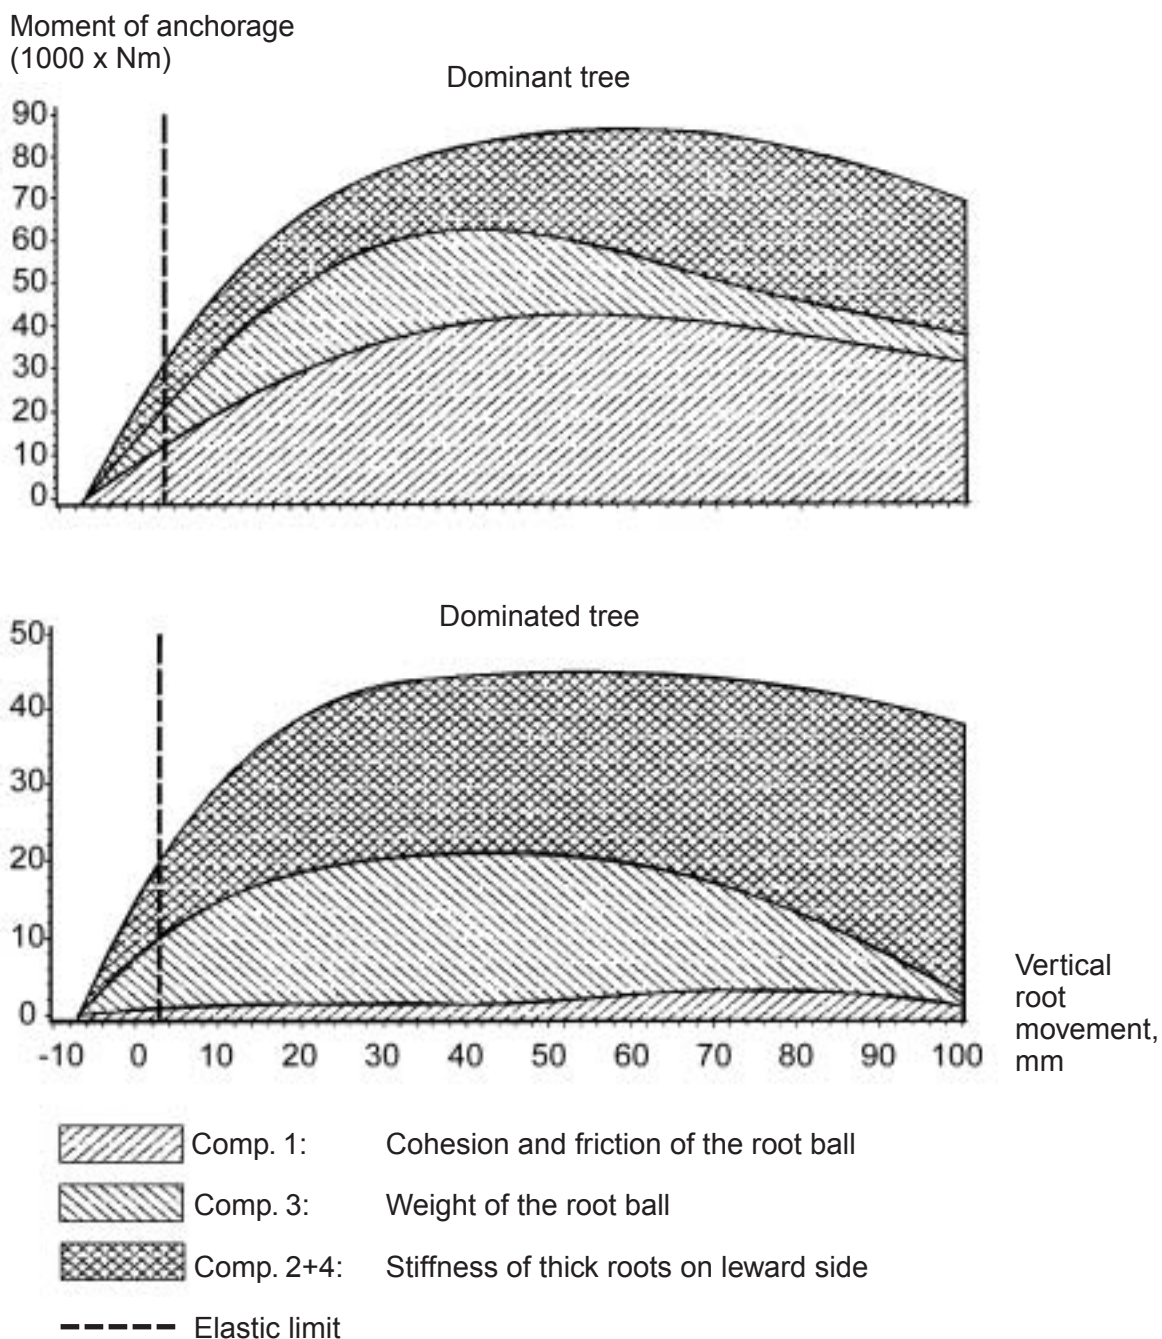 Moment of anchorage
(1000 x Nm)
Dominant tree
90
80
70
60
50
40
30
20
10
0
Dominated tree
50
40
30
20
10
0
-10 0 10 20 30 40 50 60 70 80 90 100
Vertical
root
movement,
mm
Comp. 1: Cohesion and friction of the root ball
Comp. 3: Weight of the root ball
Comp. 2+4: Stiffness of thick roots on leward side
Elastic limit